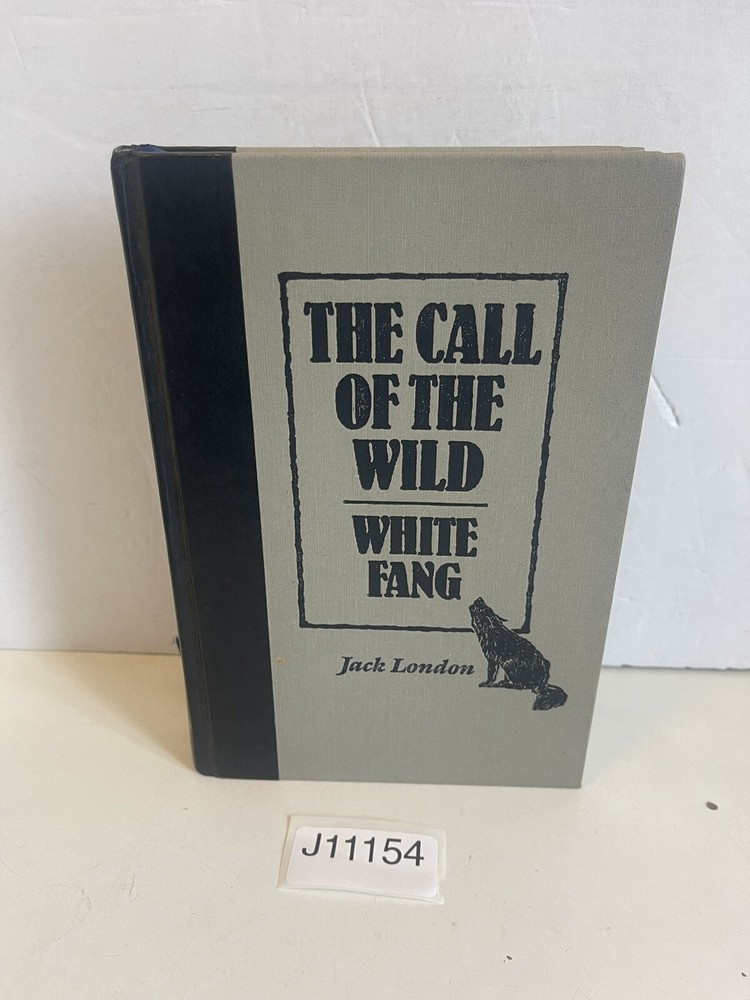 THE CALL
OF THE
WILD
WHITE
FANG
Jack London
J11154